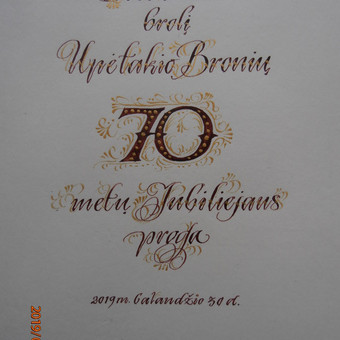 brolį
Upėtakio Bronių
70
metų Jubiliejaus
proga
2019 m. balandžio 30 d.